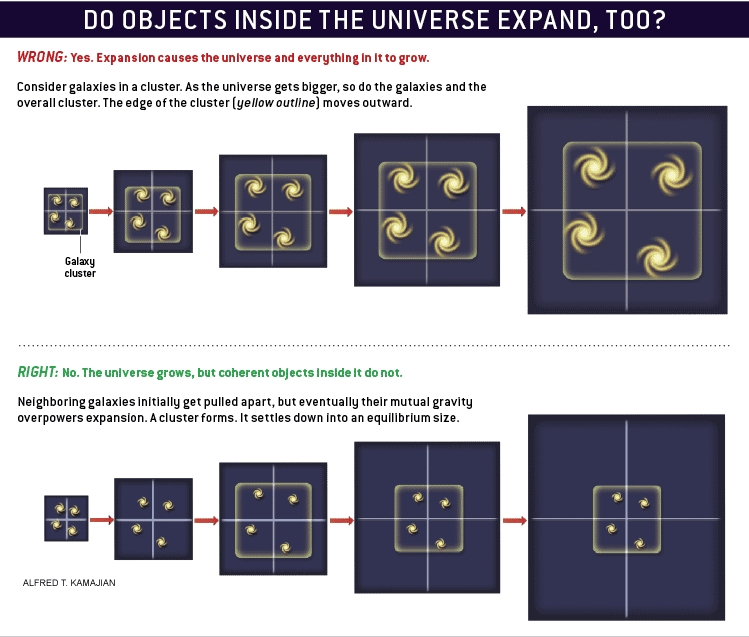 DO OBJECTS INSIDE THE UNIVERSE EXPAND, TOO?
WRONG: Yes. Expansion causes the universe and everything in it to grow.
Consider galaxies in a cluster. As the universe gets bigger, so do the galaxies and the
overall cluster. The edge of the cluster (yellow outline) moves outward.
Galaxy
cluster
RIGHT: No. The universe grows, but coherent objects inside it do not.
Neighboring galaxies initially get pulled apart, but eventually their mutual gravity
overpowers expansion. A cluster forms. It settles down into an equilibrium size.
ALFRED T. KAMAJIAN